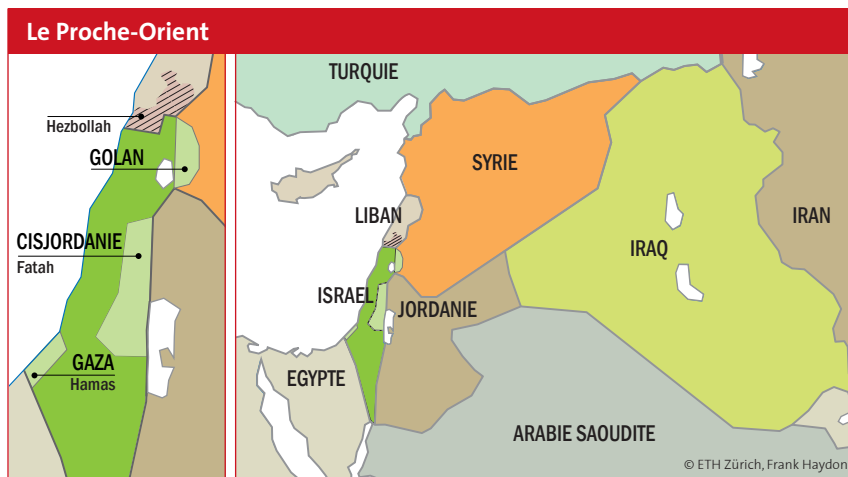 Le Proche-Orient
Hezbollah
GOLAN
CISJORDANIE
Fatah
GAZA
Hamas
TURQUIE
SYRIE
LIBAN
IRAN
IRAQ
ISRAEL
JORDANIE
EGYPTE
ARABIE SAOUDITE
© ETH Zürich, Frank Haydon